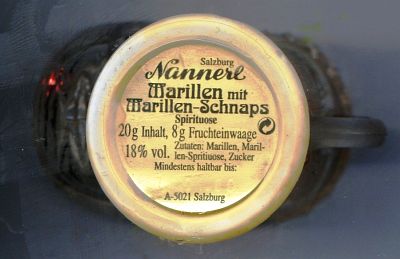 Salzburg
Nannerl
Marillen mit
Marillen-Schnaps
Spirituose
20g Inhalt, 8g Fruchteinwaage
18% vol. Zutaten: Marillen, Maril-
len-Spritiuose, Zucker
Mindestens haltbar bis:
A-5021 Salzburg